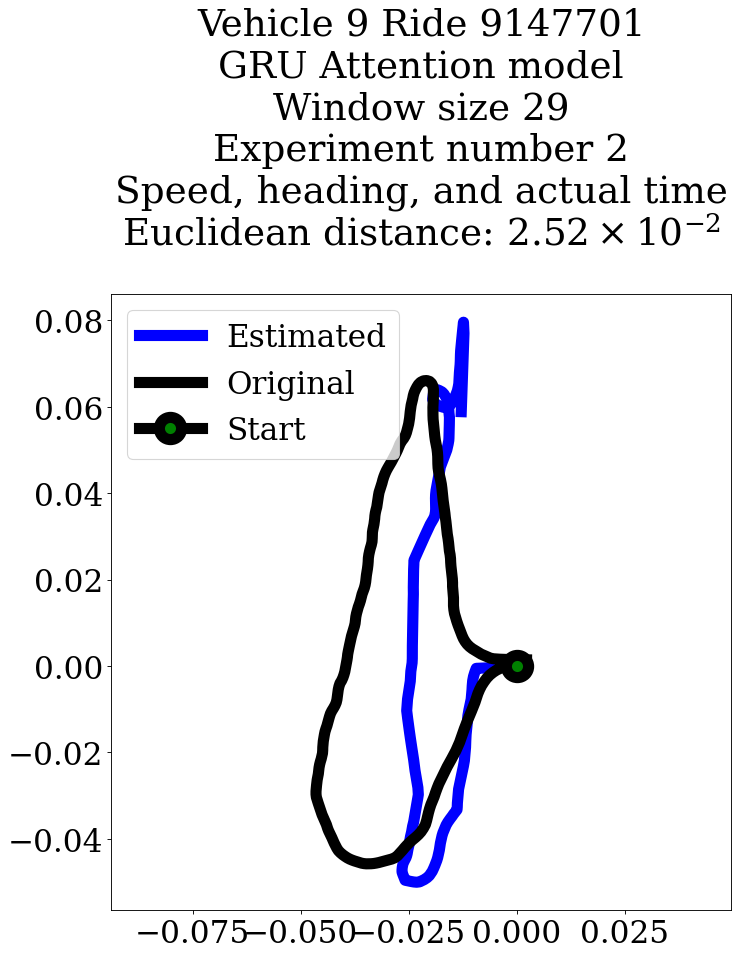 Vehicle 9 Ride 9147701
GRU Attention model
Window size 29
Experiment number 2
Speed, heading, and actual time
Euclidean distance: 2.52 × 10⁻²
Estimated
Original
Start
0.08
0.06
0.04
0.02
0.00
−0.02
−0.04
−0.075 −0.050 −0.025 0.000 0.025